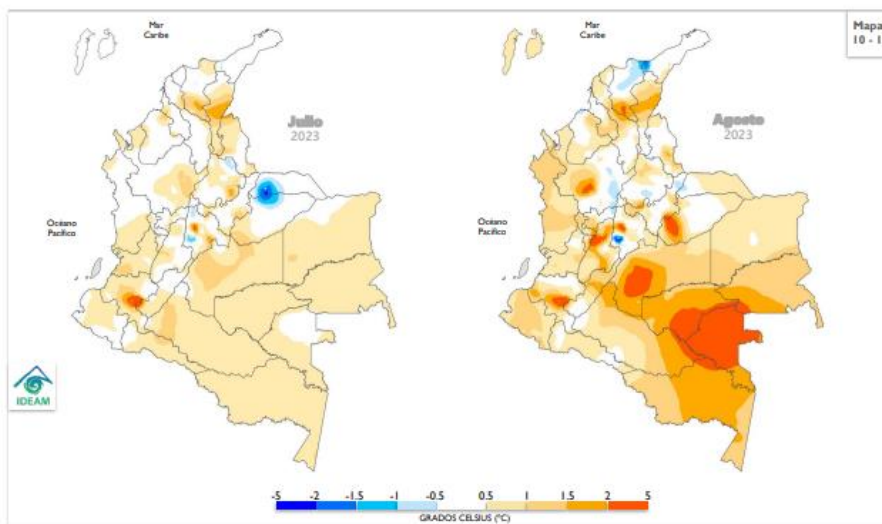 Mar
Caribe
Julio
2023
Océano
Pacífico
Mar
Caribe
Agosto
2023
Océano
Pacífico
Mapa
10 - 1
IDEAM
-5 -2 -1.5 -1 -0.5 0.5 1 1.5 2 5
GRADOS CELSIUS (°C)